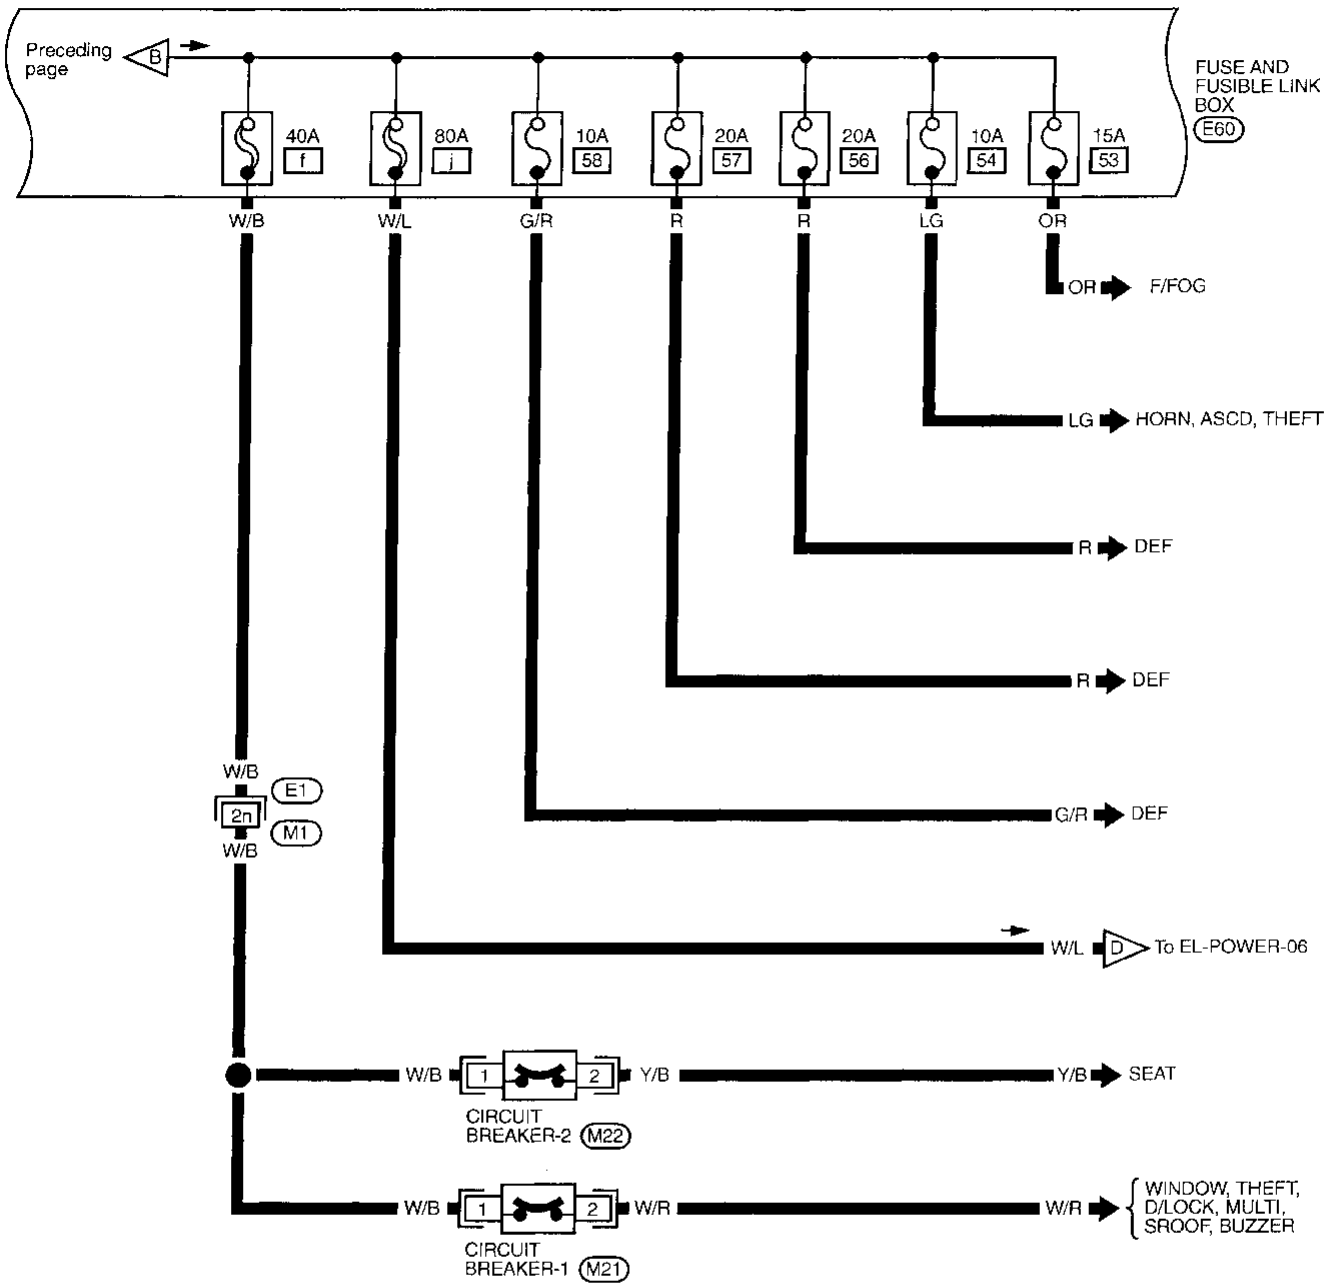 Preceding
page
B
FUSE AND
FUSIBLE LINK
BOX
E60
40A
f
80A
j
10A
58
20A
57
20A
56
10A
54
15A
53
W/B
W/L
G/R
R
R
LG
OR
OR
F/FOG
LG
HORN, ASCD, THEFT
R
DEF
R
DEF
W/B
E1
2n
M1
W/B
G/R
DEF
W/L
D
To EL-POWER-06
W/B
1
2
Y/B
Y/B
SEAT
CIRCUIT
BREAKER-2
M22
W/B
1
2
W/R
W/R
WINDOW, THEFT,
D/LOCK, MULTI,
SROOF, BUZZER
CIRCUIT
BREAKER-1
M21